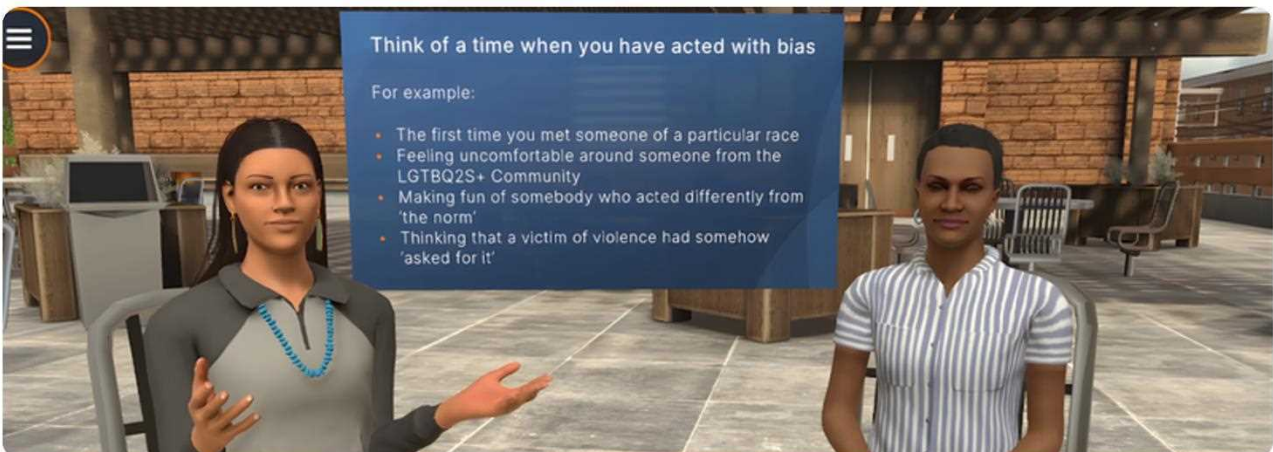 Think of a time when you have acted with bias
For example:
• The first time you met someone of a particular race
• Feeling uncomfortable around someone from the
LGTBQ2S+ Community
• Making fun of somebody who acted differently from
'the norm'
• Thinking that a victim of violence had somehow
'asked for it'